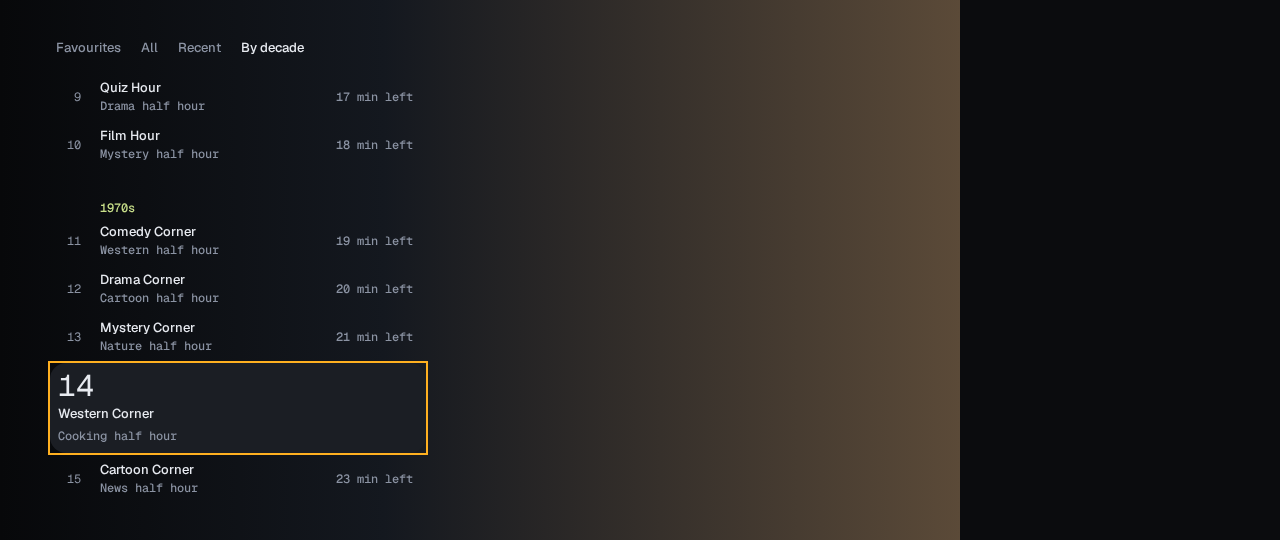 Favourites All Recent By decade
9 Quiz Hour 17 min left
Drama half hour
10 Film Hour 18 min left
Mystery half hour
1970s
11 Comedy Corner 19 min left
Western half hour
12 Drama Corner 20 min left
Cartoon half hour
13 Mystery Corner 21 min left
Nature half hour
14
Western Corner
Cooking half hour
15 Cartoon Corner 23 min left
News half hour